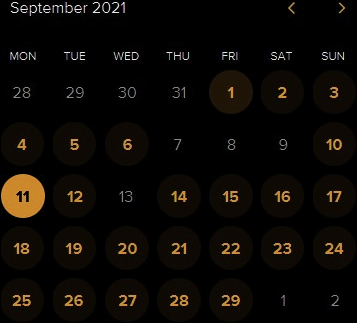 September 2021
MON TUE WED THU FRI SAT SUN
28 29 30 31 1 2 3
4 5 6 7 8 9 10
11 12 13 14 15 16 17
18 19 20 21 22 23 24
25 26 27 28 29 1 2